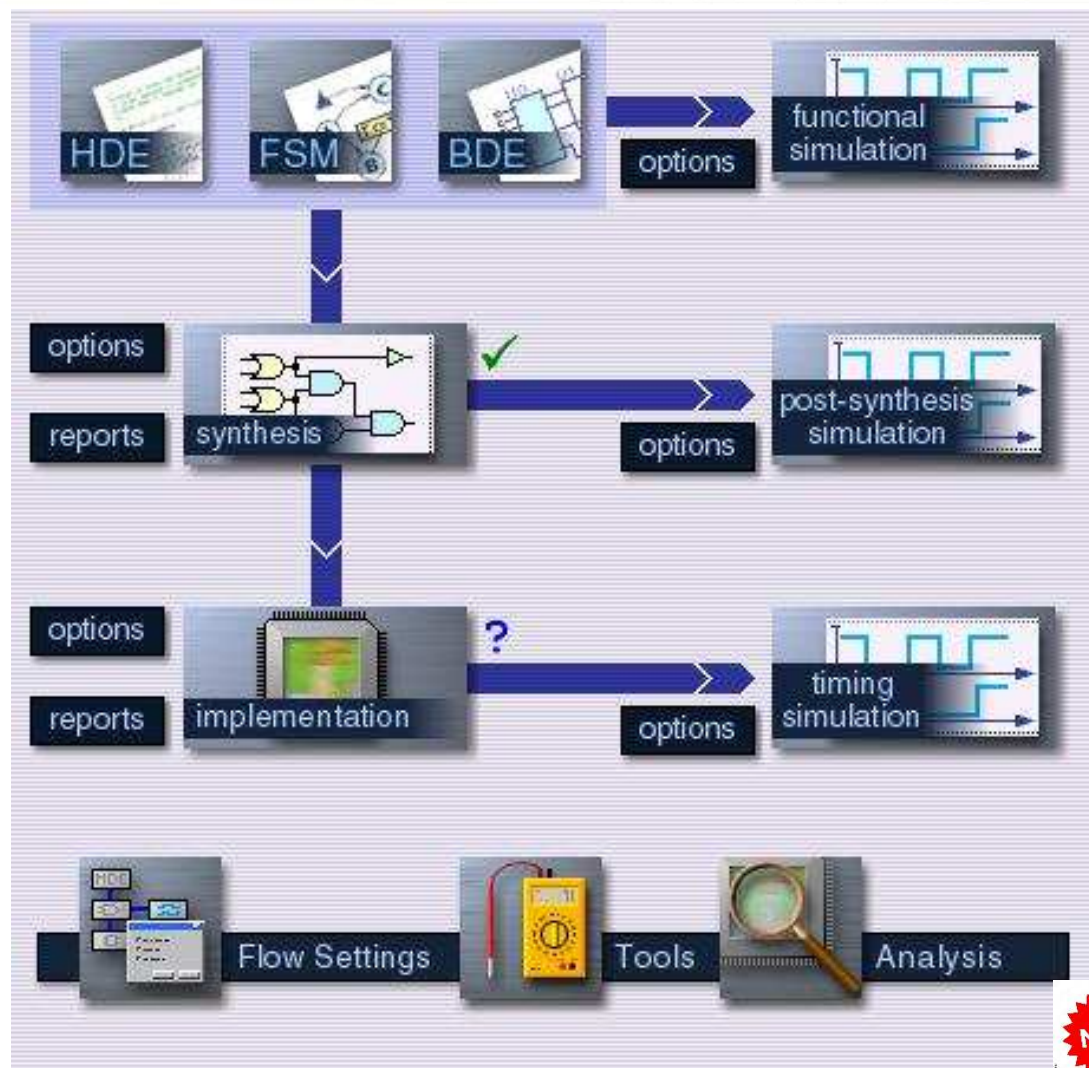 HDE
FSM
BDE
options
functional
simulation
options
reports
synthesis
✓
options
post-synthesis
simulation
options
reports
implementation
?
options
timing
simulation
Flow Settings
Tools
Analysis